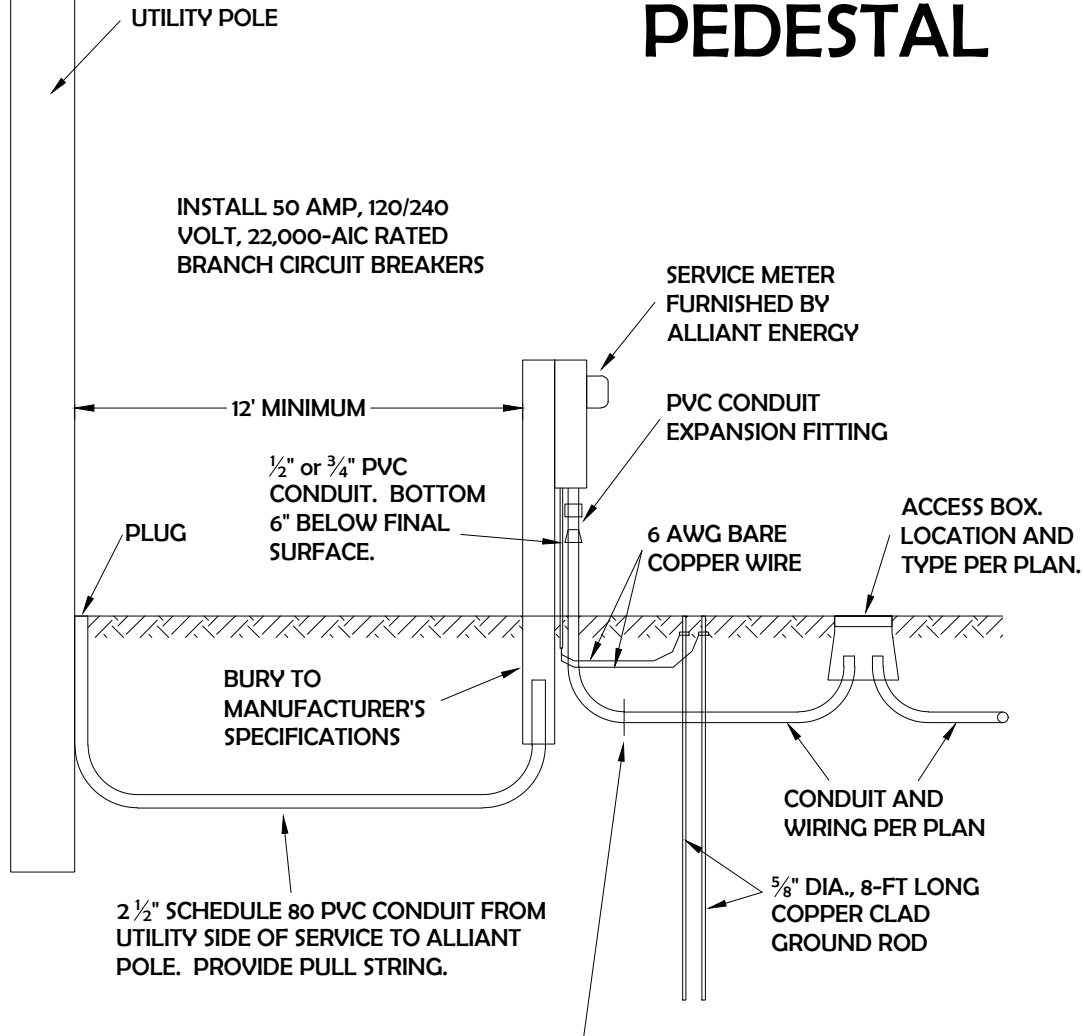 UTILITY POLE
PEDESTAL
INSTALL 50 AMP, 120/240
VOLT, 22,000-AIC RATED
BRANCH CIRCUIT BREAKERS
SERVICE METER
FURNISHED BY
ALLIANT ENERGY
12' MINIMUM
PVC CONDUIT
EXPANSION FITTING
½" or ¾" PVC
CONDUIT. BOTTOM
6" BELOW FINAL
SURFACE.
PLUG
6 AWG BARE
COPPER WIRE
ACCESS BOX.
LOCATION AND
TYPE PER PLAN.
BURY TO
MANUFACTURER'S
SPECIFICATIONS
CONDUIT AND
WIRING PER PLAN
2 ½" SCHEDULE 80 PVC CONDUIT FROM
UTILITY SIDE OF SERVICE TO ALLIANT
POLE. PROVIDE PULL STRING.
⅝" DIA., 8-FT LONG
COPPER CLAD
GROUND ROD